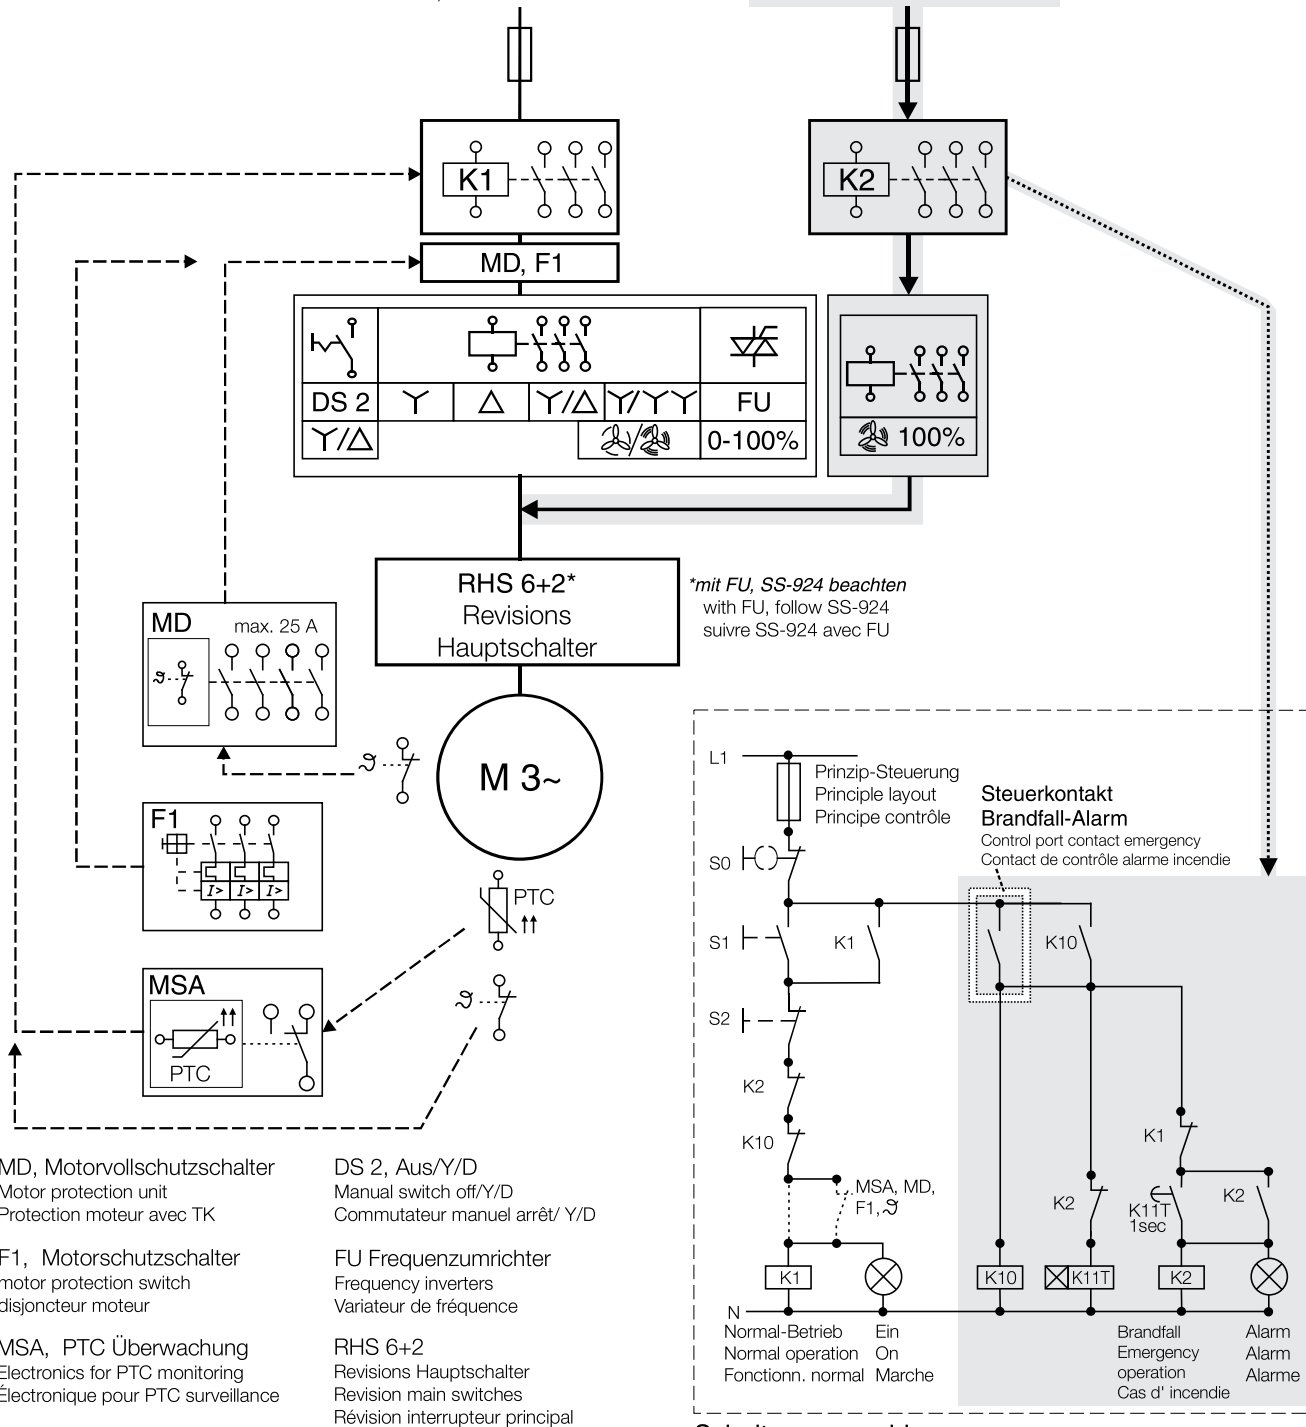 K1
K2
MD, F1
DS 2
FU
0-100%
100%
RHS 6+2*
Revisions
Hauptschalter
*mit FU, SS-924 beachten
with FU, follow SS-924
suivre SS-924 avec FU
MD
max. 25 A
ϑ
ϑ
M 3~
F1
I> I> I>
PTC
MSA
PTC
ϑ
MD, Motorvollschutzschalter
Motor protection unit
Protection moteur avec TK
F1, Motorschutzschalter
motor protection switch
disjoncteur moteur
MSA, PTC Überwachung
Electronics for PTC monitoring
Électronique pour PTC surveillance
DS 2, Aus/Y/D
Manual switch off/Y/D
Commutateur manuel arrêt/ Y/D
FU Frequenzumrichter
Frequency inverters
Variateur de fréquence
RHS 6+2
Revisions Hauptschalter
Revision main switches
Révision interrupteur principal
L1
Prinzip-Steuerung
Principle layout
Principe contrôle
Steuerkontakt
Brandfall-Alarm
Control port contact emergency
Contact de contrôle alarme incendie
S0
S1
K1
K10
S2
K2
K10
K1
MSA, MD,
F1, ϑ
K2
K11T
1sec
K2
K1
K10
K11T
K2
N
Normal-Betrieb
Normal operation
Fonctionn. normal
Ein
On
Marche
Brandfall
Emergency
operation
Cas d' incendie
Alarm
Alarm
Alarme